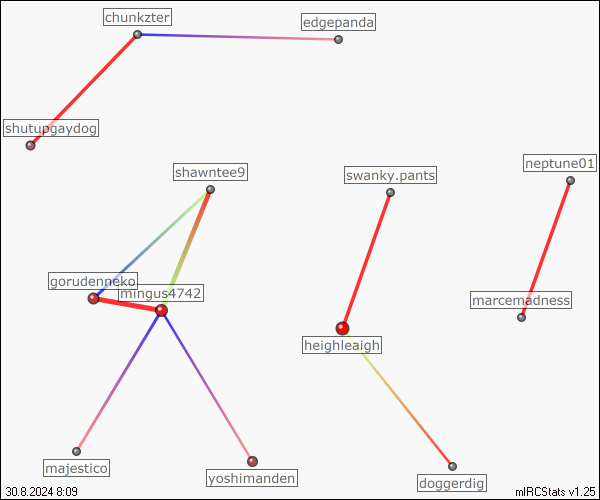 chunkzter
edgepanda
shutupgaydog
shawntee9
swanky.pants
neptune01
gorudenneko
mingus4742
marcemadness
heighleaigh
majestico
yoshimanden
doggerdig
30.8.2024 8:09
mIRCStats v1.25